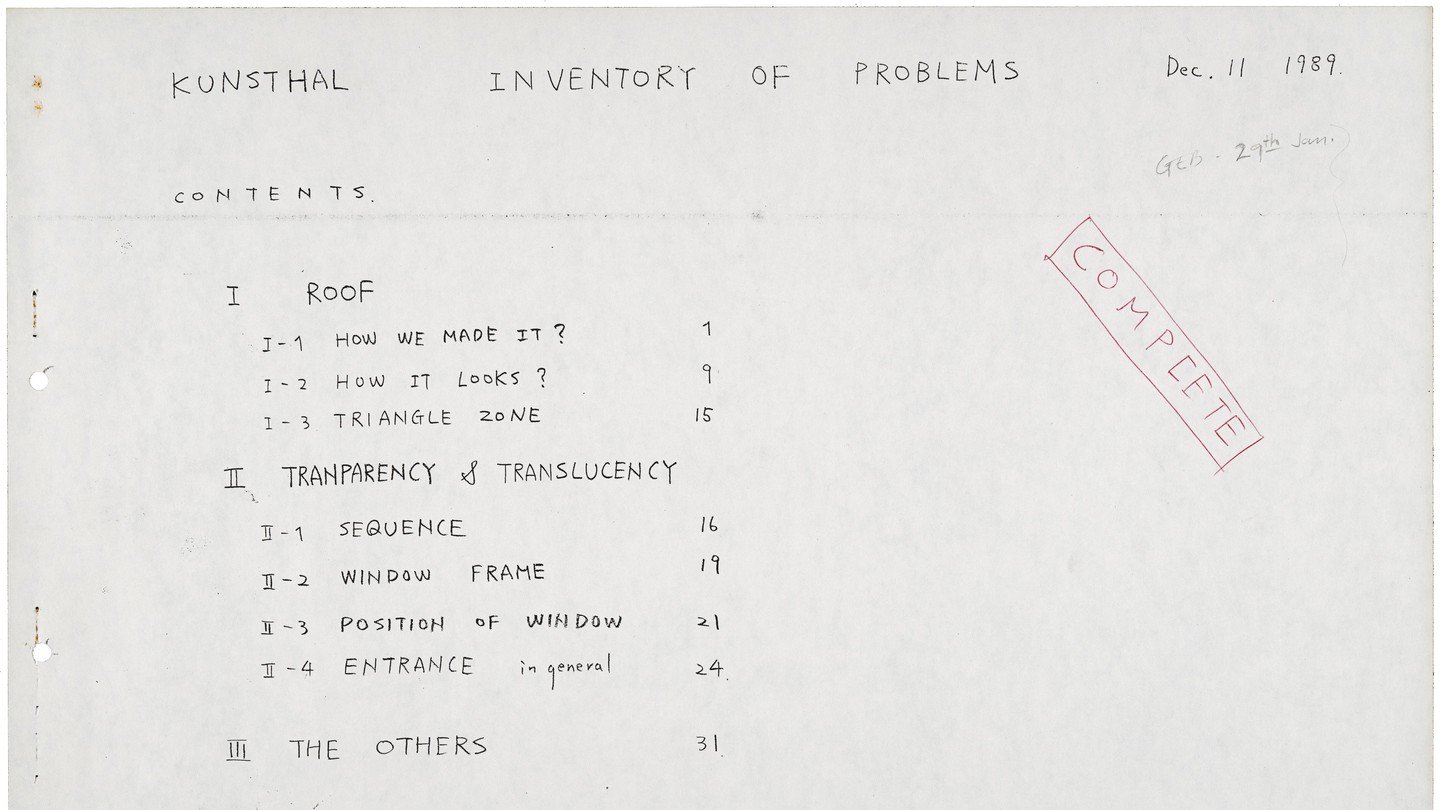 KUNSTHAL INVENTORY OF PROBLEMS Dec. 11 1989.
GEB - 29th Jan.
CONTENTS.
COMPLETE
I ROOF
I-1 HOW WE MADE IT? 1
I-2 HOW IT LOOKS? 9
I-3 TRIANGLE ZONE 15
II TRANPARENCY & TRANSLUCENCY
II-1 SEQUENCE 16
II-2 WINDOW FRAME 19
II-3 POSITION OF WINDOW 21
II-4 ENTRANCE in general 24.
III THE OTHERS 31.